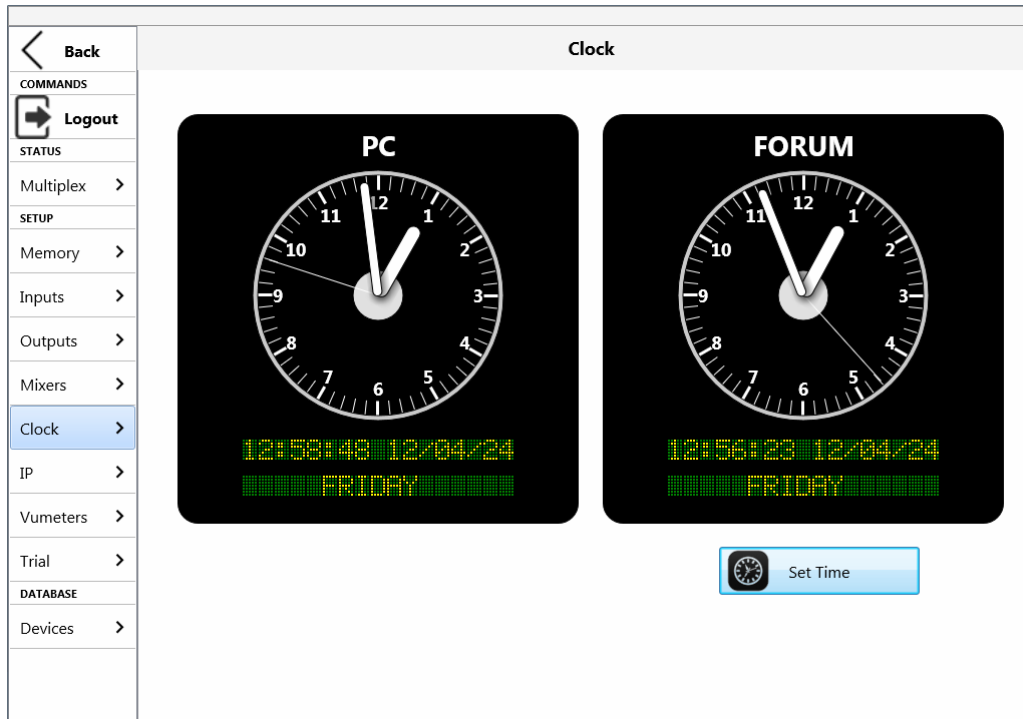 Back
Clock
COMMANDS
Logout
STATUS
Multiplex
SETUP
Memory
Inputs
Outputs
Mixers
Clock
IP
Vumeters
Trial
DATABASE
Devices
PC
12
1
2
3
4
5
6
7
8
9
10
11
12:58:48 12/04/24
FRIDAY
FORUM
12
1
2
3
4
5
6
7
8
9
10
11
12:56:23 12/04/24
FRIDAY
Set Time